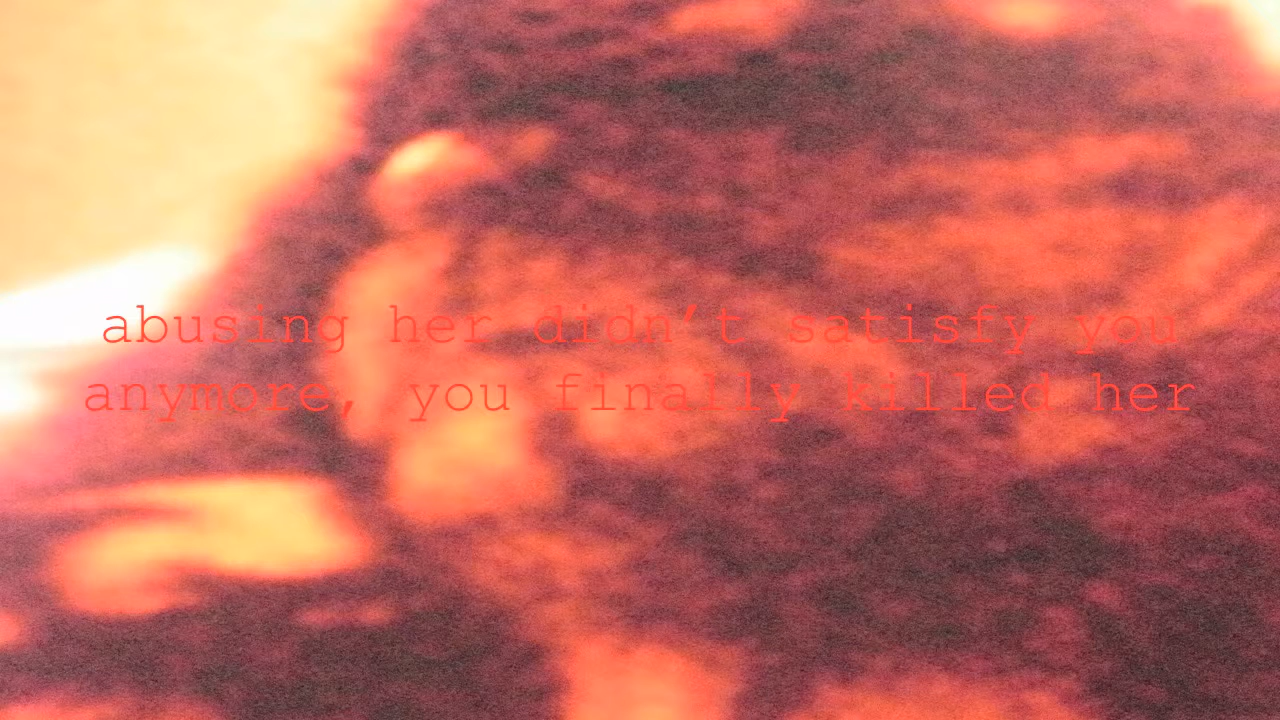 abusing her didn't satisfy you
anymore, you finally killed her